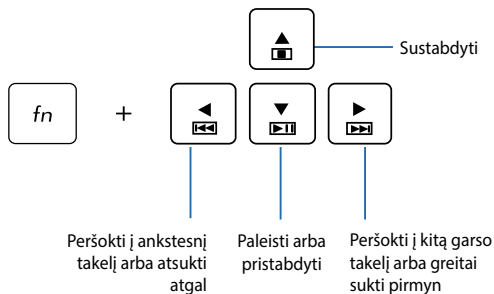 Sustabdyti
fn +
Peršokti į ankstesnį
takelį arba atsukti
atgal
Paleisti arba
pristabdyti
Peršokti į kitą garso
takelį arba greitai
sukti pirmyn